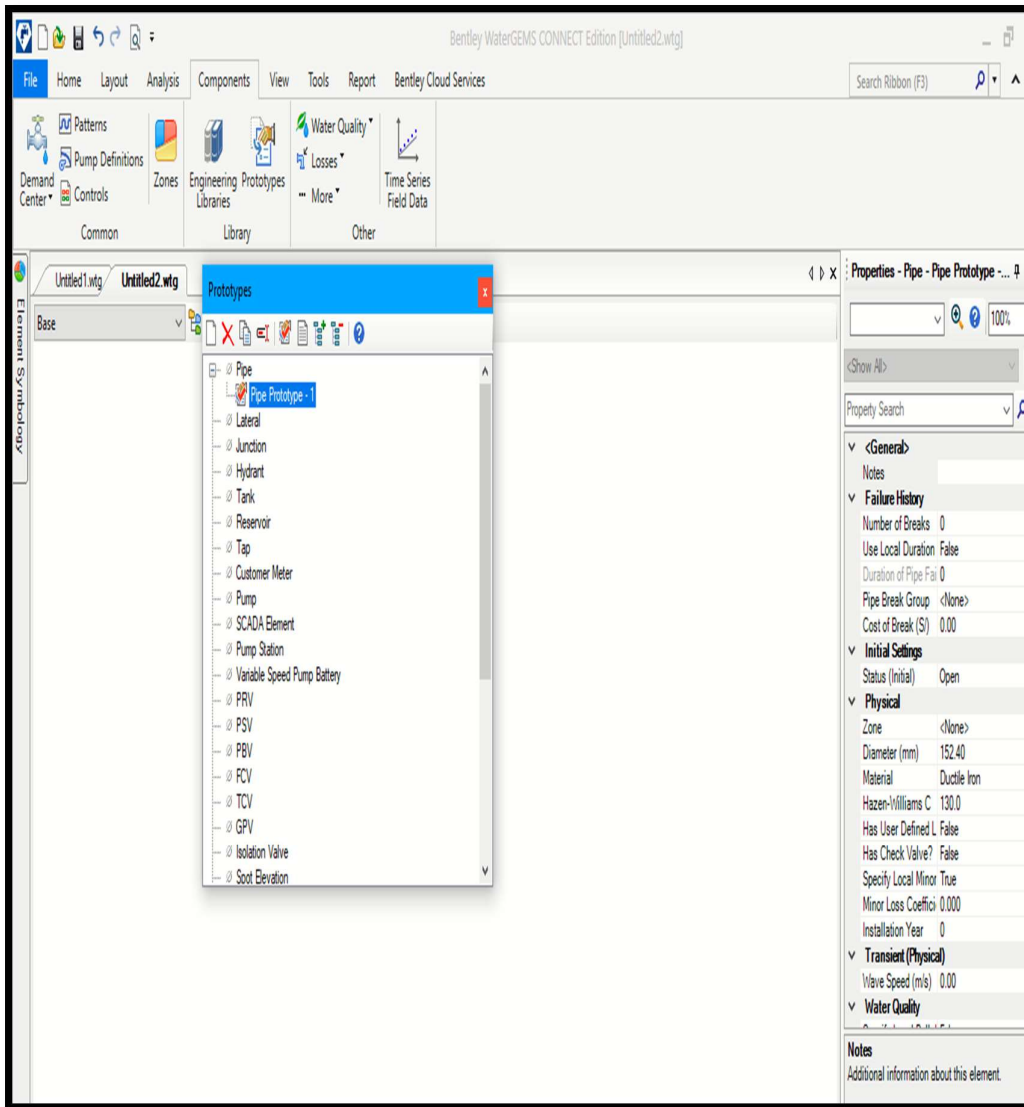 Bentley WaterGEMS CONNECT Edition [Untitled2.wtg]
File Home Layout Analysis Components View Tools Report Bentley Cloud Services
Search Ribbon (F3)
Demand Center
Patterns
Pump Definitions
Controls
Zones
Common
Engineering Libraries
Prototypes
Library
Water Quality
Losses
More
Time Series Field Data
Other
Element Symbology
Untitled1.wtg Untitled2.wtg
Base
Prototypes
Pipe
Pipe Prototype - 1
Lateral
Junction
Hydrant
Tank
Reservoir
Tap
Customer Meter
Pump
SCADA Element
Pump Station
Variable Speed Pump Battery
PRV
PSV
PBV
FCV
TCV
GPV
Isolation Valve
Spot Elevation
Properties - Pipe - Pipe Prototype -...
100%
<Show All>
Property Search
<General>
Notes
Failure History
Number of Breaks 0
Use Local Duration False
Duration of Pipe Fai 0
Pipe Break Group <None>
Cost of Break (S/) 0.00
Initial Settings
Status (Initial) Open
Physical
Zone <None>
Diameter (mm) 152.40
Material Ductile Iron
Hazen-Williams C 130.0
Has User Defined L False
Has Check Valve? False
Specify Local Minor True
Minor Loss Coeffici 0.000
Installation Year 0
Transient (Physical)
Wave Speed (m/s) 0.00
Water Quality
Notes
Additional information about this element.